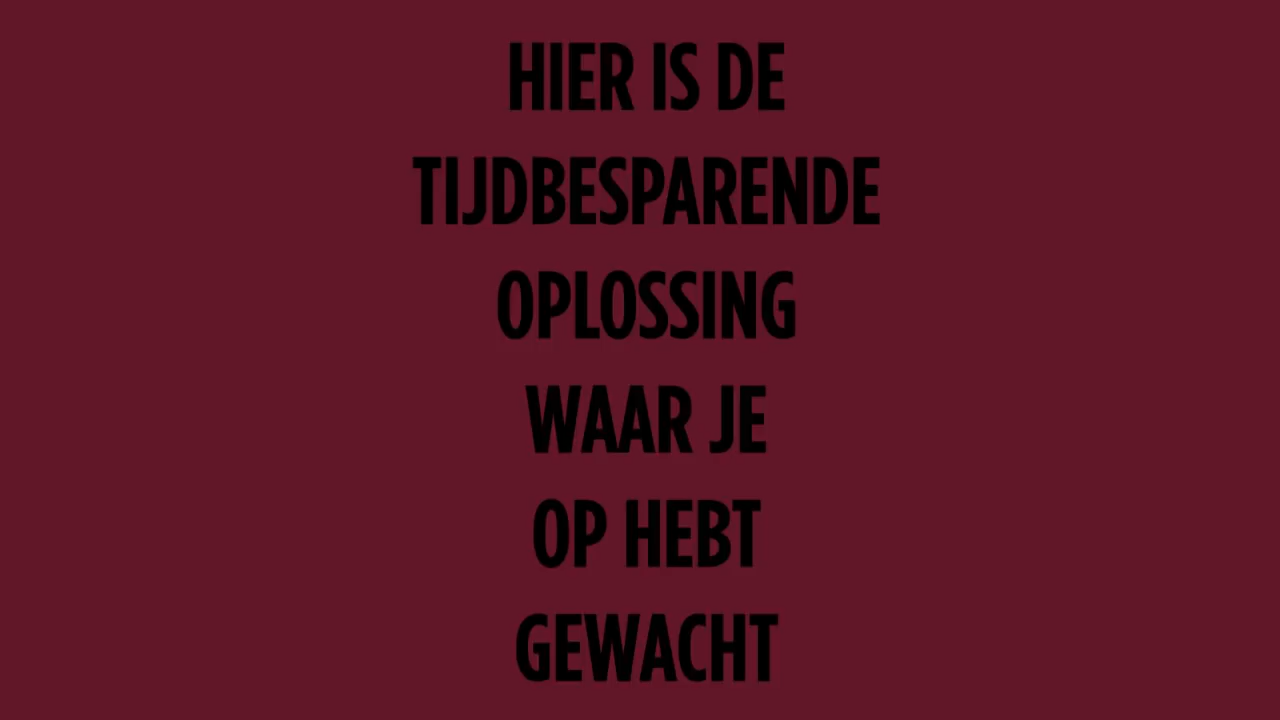 HIER IS DE
TIJDBESPARENDE
OPLOSSING
WAAR JE
OP HEBT
GEWACHT